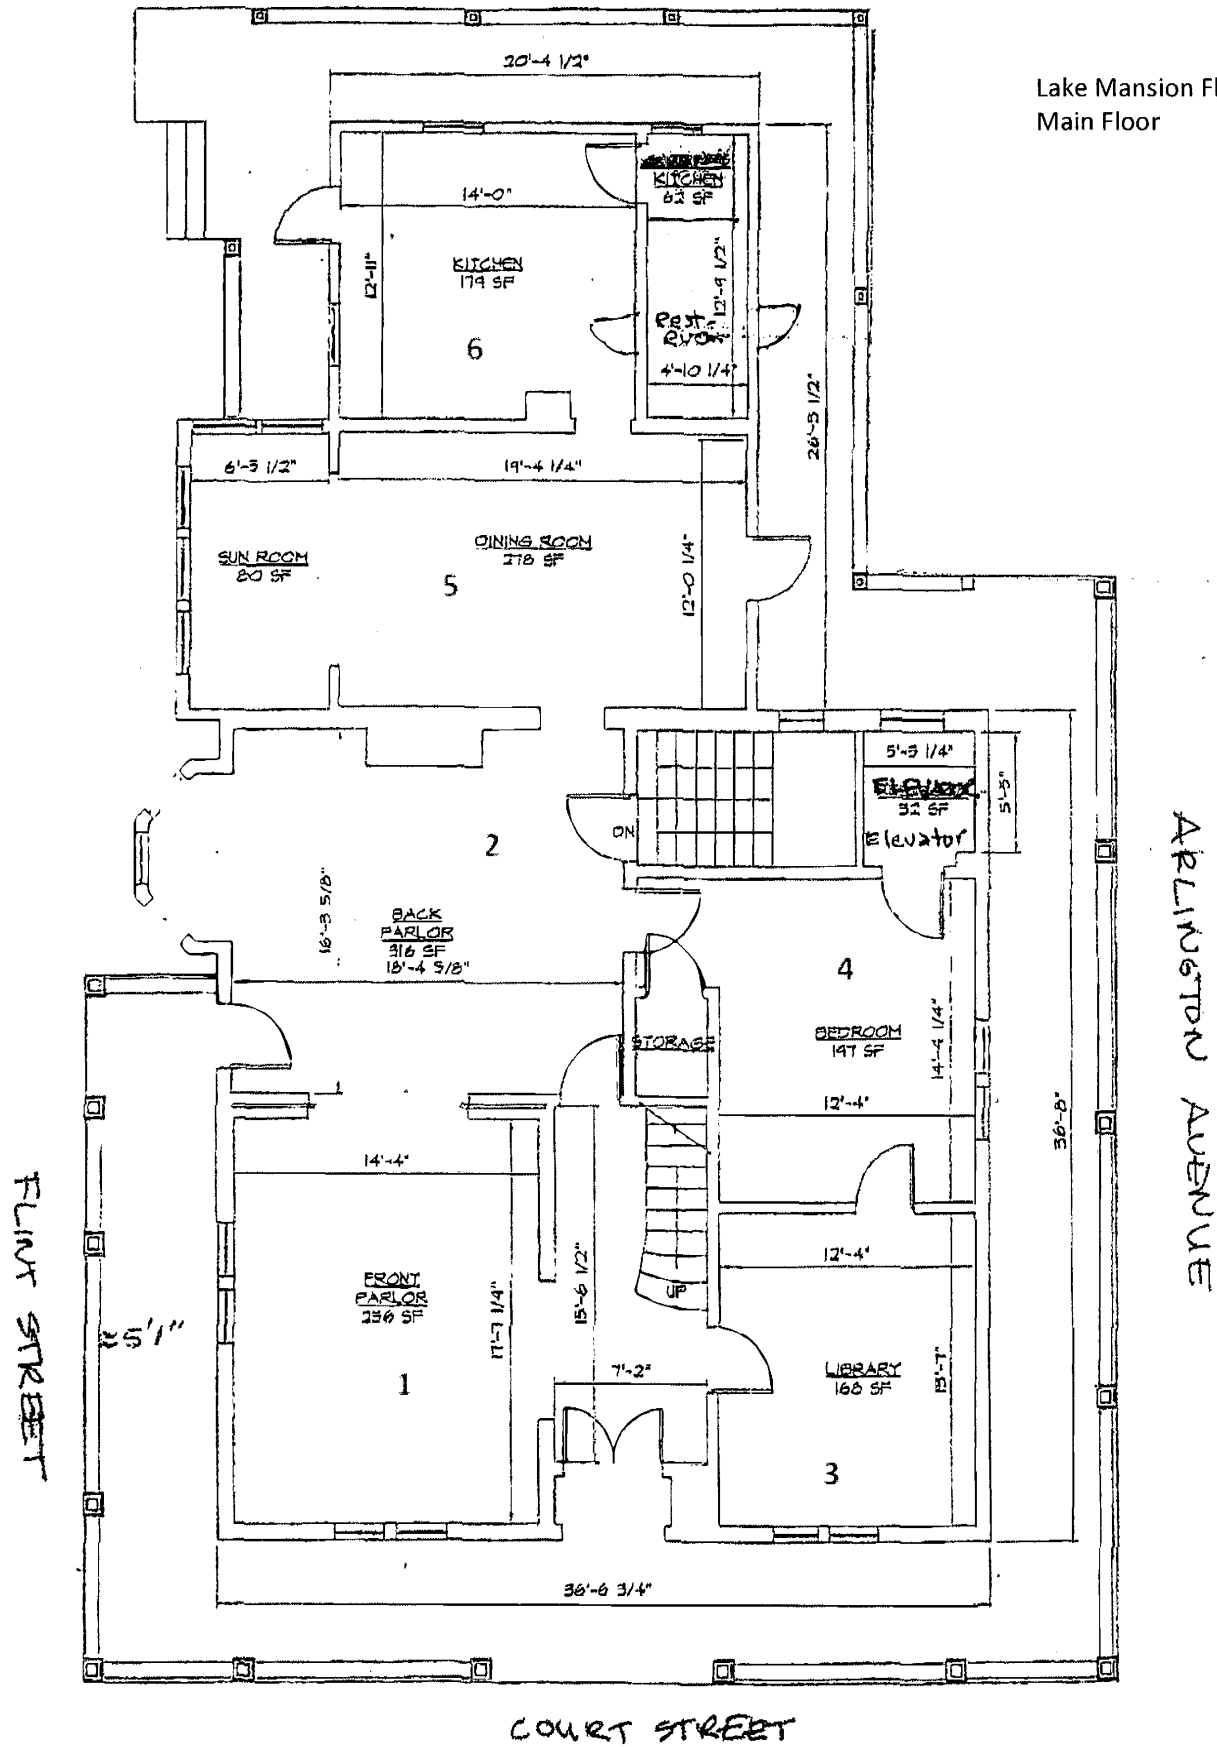 Lake Mansion Fl
Main Floor
20'-4 1/2"
KITCHEN
62 SF
14'-0"
KITCHEN
179 SF
12'-11"
12'-9 1/2"
Rest-
Room
6
4'-10 1/4"
26'-5 1/2"
6'-5 1/2"
19'-4 1/4"
SUN ROOM
80 SF
DINING ROOM
278 SF
5
12'-0 1/4"
5'-5 1/4"
ELEVATOR
32 SF
Elevator
5'-5"
DN
2
16'-3 5/8"
BACK
PARLOR
316 SF
18'-4 5/8"
4
BEDROOM
197 SF
14'-4 1/4"
STORAGE
12'-4"
36'-8"
ARLINGTON AVENUE
14'-4"
FRONT
PARLOR
256 SF
17'-7 1/4"
15'-6 1/2"
UP
12'-4"
≈5'1"
FLINT STREET
7'-2"
LIBRARY
168 SF
13'-7"
1
3
36'-6 3/4"
COURT STREET